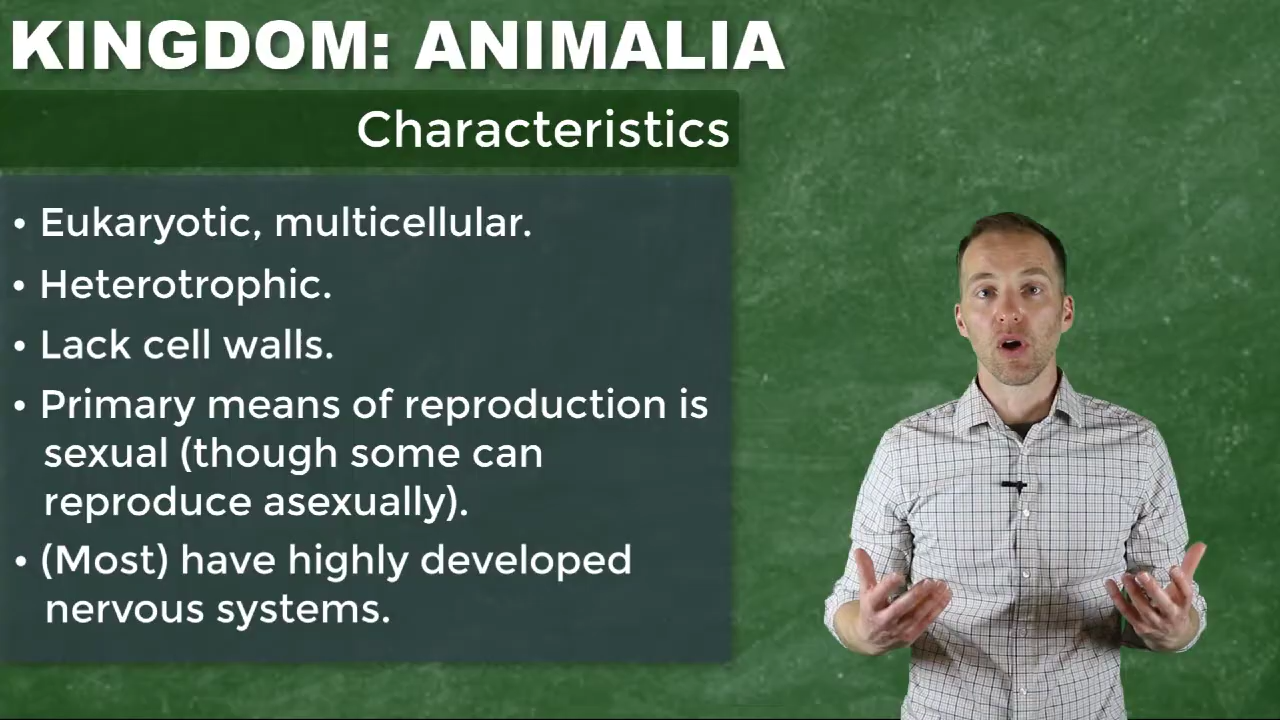 KINGDOM: ANIMALIA
Characteristics
• Eukaryotic, multicellular.
• Heterotrophic.
• Lack cell walls.
• Primary means of reproduction is
sexual (though some can
reproduce asexually).
• (Most) have highly developed
nervous systems.